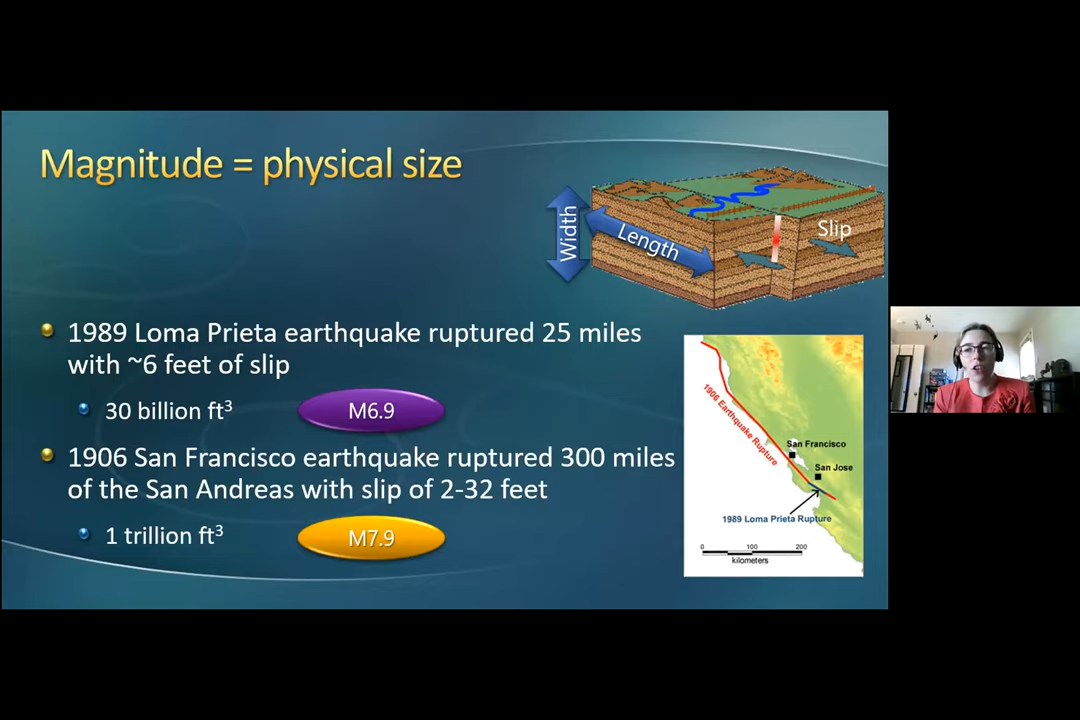 Magnitude = physical size
Width
Length
Slip
1989 Loma Prieta earthquake ruptured 25 miles
with ~6 feet of slip
30 billion ft³
M6.9
1906 San Francisco earthquake ruptured 300 miles
of the San Andreas with slip of 2-32 feet
1 trillion ft³
M7.9
1906 Earthquake Rupture
San Francisco
San Jose
1989 Loma Prieta Rupture
0 100 200
kilometers